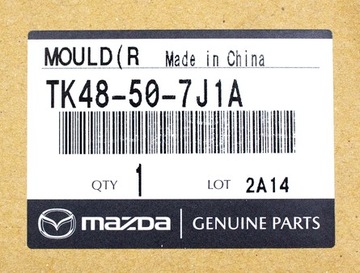 MOULD(R Made in China
TK48-50-7J1A
QTY 1 LOT 2A14
mazda GENUINE PARTS